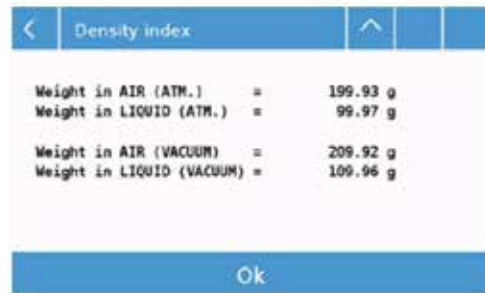 Density index
Weight in AIR (ATM.) = 199.93 g
Weight in LIQUID (ATM.) = 99.97 g
Weight in AIR (VACUUM) = 209.92 g
Weight in LIQUID (VACUUM) = 109.96 g
Ok